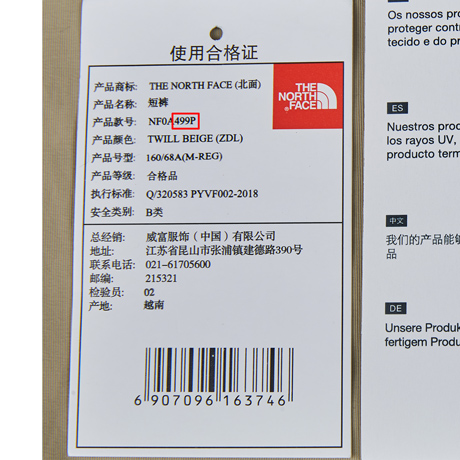 使用合格证
产品商标: THE NORTH FACE (北面)
产品名称: 短裤
产品款号: NF0A499P
产品颜色: TWILL BEIGE (ZDL)
产品号型: 160/68A(M-REG)
产品等级: 合格品
执行标准: Q/320583 PYVF002-2018
安全类别: B类
THE
NORTH
FACE
总经销: 威富服饰（中国）有限公司
地址: 江苏省昆山市张浦镇建德路390号
联系电话: 021-61705600
邮编: 215321
检验员: 02
产地: 越南
6 907096 163746
Os nossos pro
proteger cont
tecido e do pr
ES
Nuestros produ
los rayos UV,
producto term
中文
我们的产品能够
品
DE
Unsere Produk
fertigem Produ